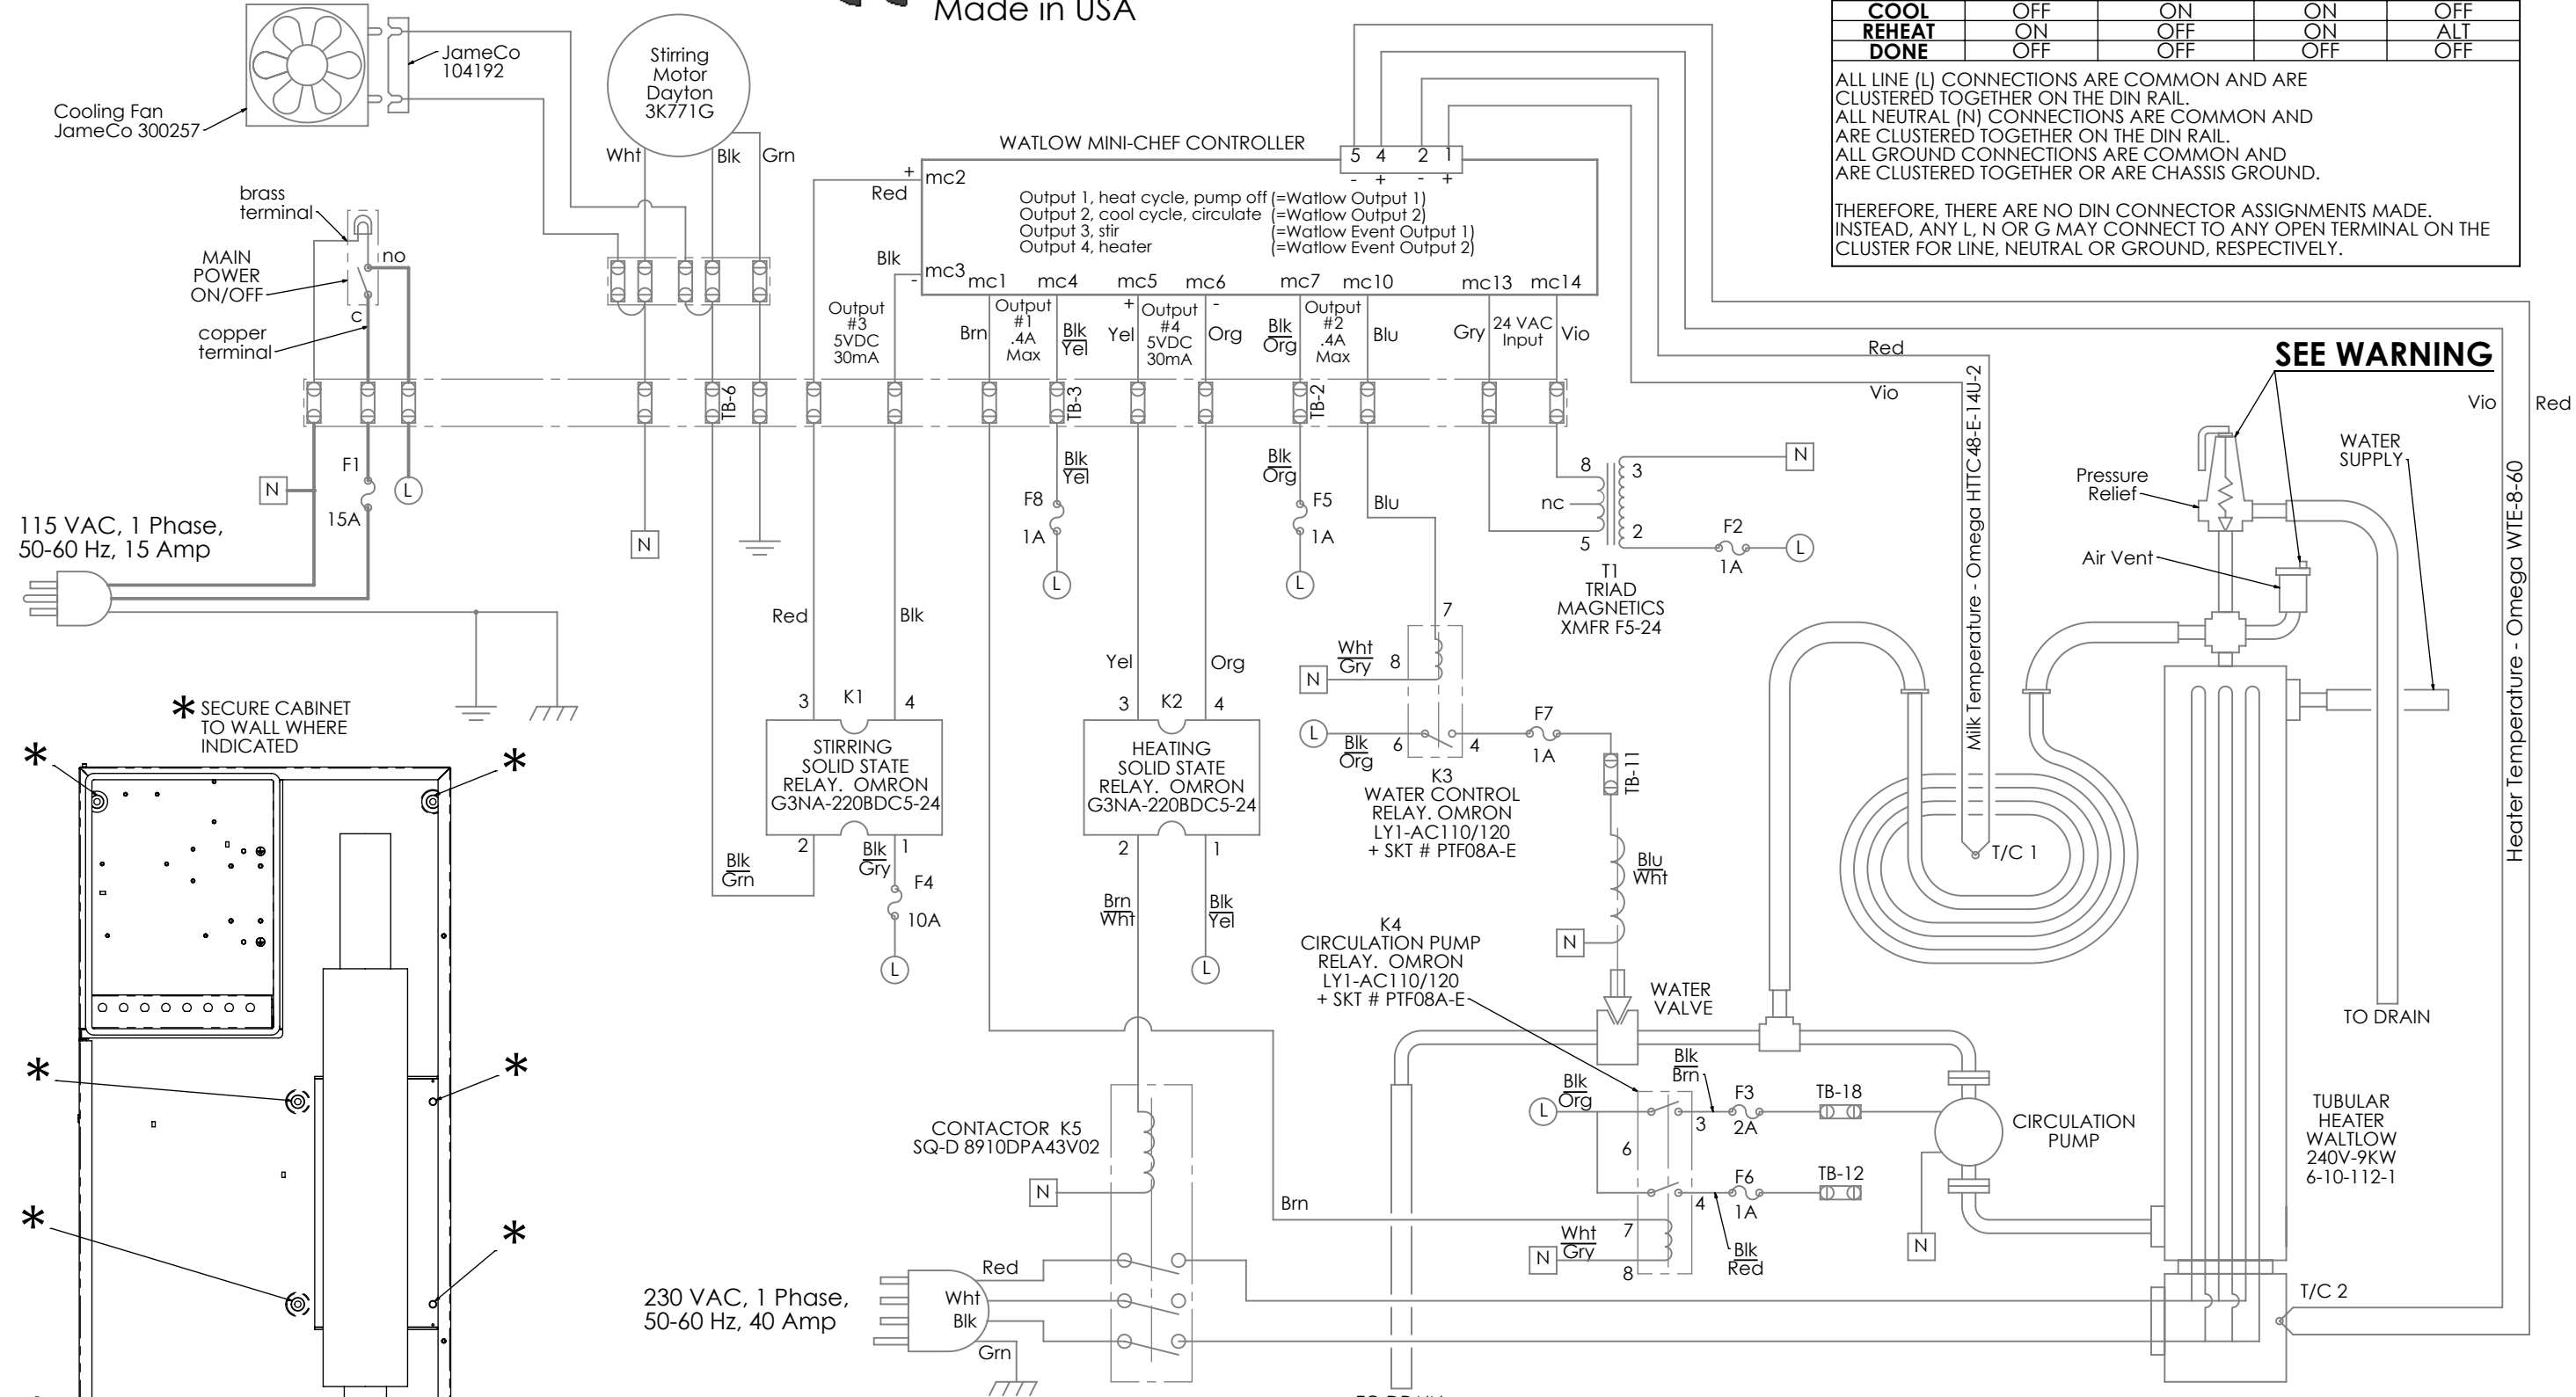 Made in USA
COOL OFF ON ON OFF
REHEAT ON OFF ON ALT
DONE OFF OFF OFF OFF
ALL LINE (L) CONNECTIONS ARE COMMON AND ARE
CLUSTERED TOGETHER ON THE DIN RAIL.
ALL NEUTRAL (N) CONNECTIONS ARE COMMON AND
ARE CLUSTERED TOGETHER ON THE DIN RAIL.
ALL GROUND CONNECTIONS ARE COMMON AND
ARE CLUSTERED TOGETHER OR ARE CHASSIS GROUND.
THEREFORE, THERE ARE NO DIN CONNECTOR ASSIGNMENTS MADE.
INSTEAD, ANY L, N OR G MAY CONNECT TO ANY OPEN TERMINAL ON THE
CLUSTER FOR LINE, NEUTRAL OR GROUND, RESPECTIVELY.
JameCo
104192
Cooling Fan
JameCo 300257
Stirring
Motor
Dayton
3K771G
Wht
Blk
Grn
brass
terminal
MAIN
POWER
ON/OFF
no
c
copper
terminal
WATLOW MINI-CHEF CONTROLLER
5 4 2 1
- + - +
+
mc2
Red
Output 1, heat cycle, pump off (=Watlow Output 1)
Output 2, cool cycle, circulate (=Watlow Output 2)
Output 3, stir (=Watlow Event Output 1)
Output 4, heater (=Watlow Event Output 2)
Blk
mc3
-
mc1 mc4 mc5 mc6 mc7 mc10 mc13 mc14
Output
#3
5VDC
30mA
Brn
Output
#1
.4A
Max
Blk
Yel
+
Yel
Output
#4
5VDC
30mA
-
Org
Blk
Org
Output
#2
.4A
Max
Blu
Gry
24 VAC
Input
Vio
TB-6
TB-3
TB-2
Red
Vio
SEE WARNING
Vio
Red
N
F1
15A
L
115 VAC, 1 Phase,
50-60 Hz, 15 Amp
N
Blk
Yel
F8
1A
L
Blk
Org
F5
1A
L
Blu
8
nc
5
3
2
N
F2
1A
L
T1
TRIAD
MAGNETICS
XMFR F5-24
Milk Temperature - Omega HTTC48-E-14U-2
T/C 1
Pressure
Relief
WATER
SUPPLY
Air Vent
Heater Temperature - Omega WTE-8-60
TO DRAIN
Red
Blk
3 K1 4
STIRRING
SOLID STATE
RELAY. OMRON
G3NA-220BDC5-24
2
1
Blk
Grn
Blk
Gry
F4
10A
L
Yel
Org
3 K2 4
HEATING
SOLID STATE
RELAY. OMRON
G3NA-220BDC5-24
2
1
Brn
Wht
Blk
Yel
L
7
Wht
Gry
8
N
L
Blk
Org
6
4
F7
1A
K3
WATER CONTROL
RELAY. OMRON
LY1-AC110/120
+ SKT # PTF08A-E
TB-11
Blu
Wht
N
K4
CIRCULATION PUMP
RELAY. OMRON
LY1-AC110/120
+ SKT # PTF08A-E
WATER
VALVE
Blk
Org
L
Blk
Brn
3
F3
2A
TB-18
6
F6
1A
TB-12
4
7
Wht
Gry
N
8
Blk
Red
CIRCULATION
PUMP
N
TUBULAR
HEATER
WALTLOW
240V-9KW
6-10-112-1
T/C 2
CONTACTOR K5
SQ-D 8910DPA43V02
N
Brn
230 VAC, 1 Phase,
50-60 Hz, 40 Amp
Red
Wht
Blk
Grn
* SECURE CABINET
TO WALL WHERE
INDICATED
*
*
*
*
*
*